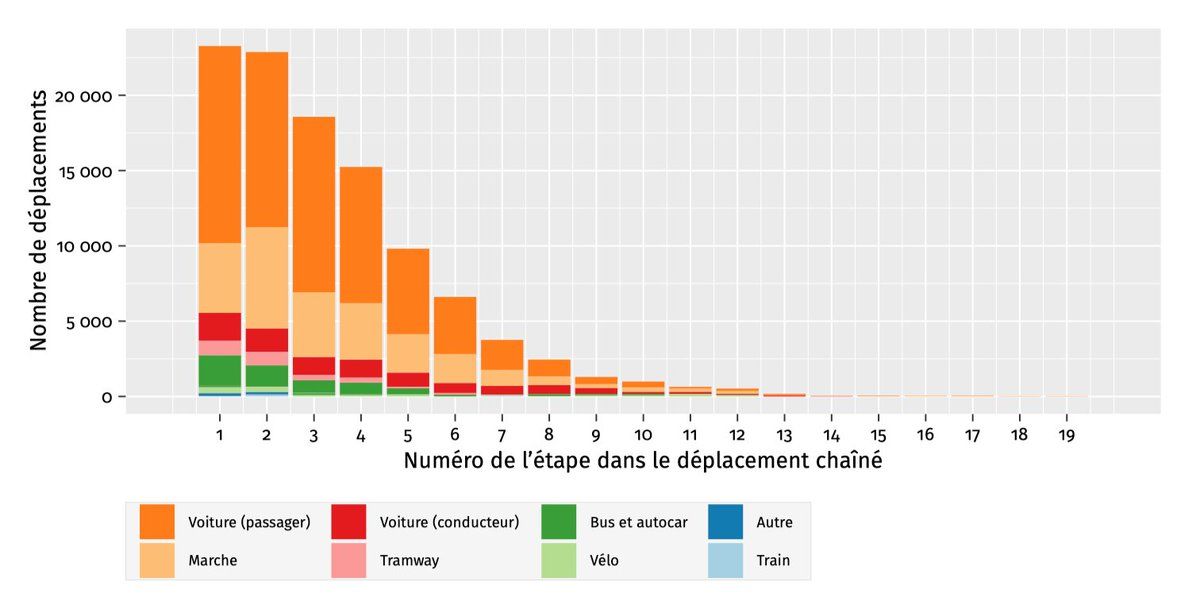 Nombre de déplacements
20 000
15 000
10 000
5 000
0
1 2 3 4 5 6 7 8 9 10 11 12 13 14 15 16 17 18 19
Numéro de l’étape dans le déplacement chaîné
Voiture (passager) Voiture (conducteur) Bus et autocar Autre
Marche Tramway Vélo Train